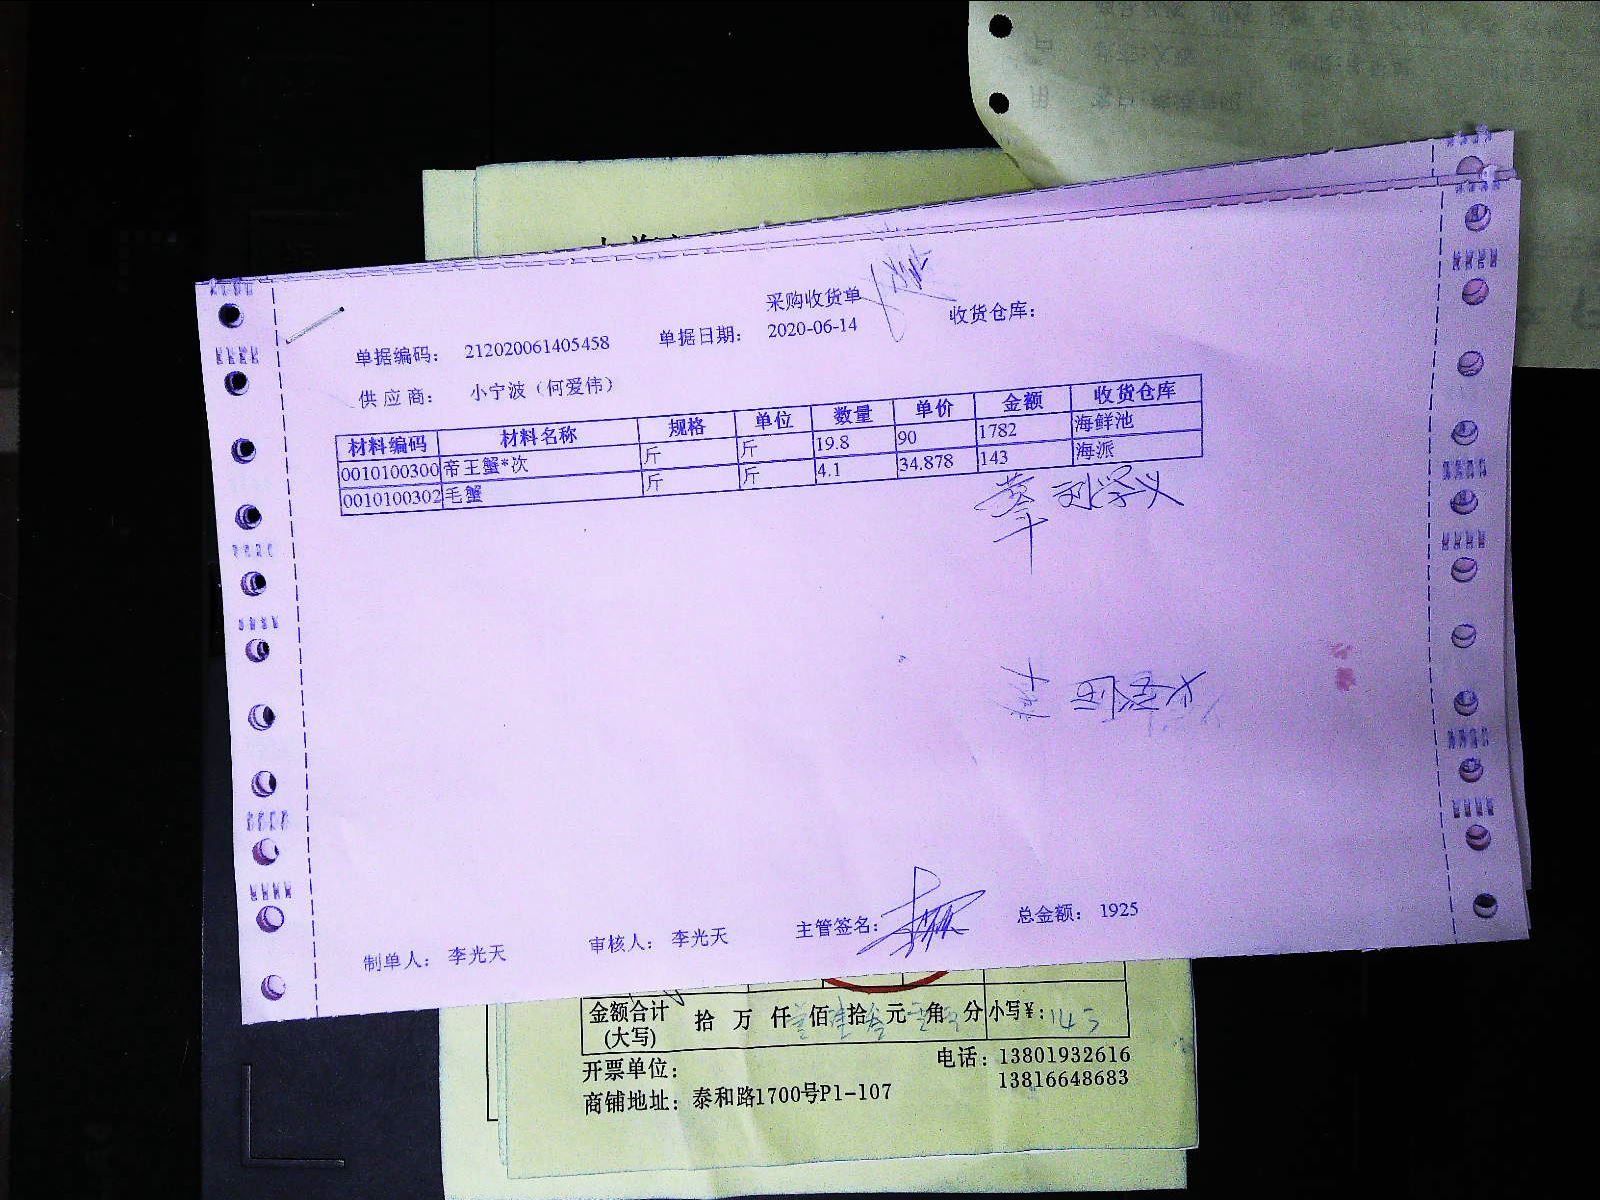 采购收货单
单据编码： 212020061405458 单据日期： 2020-06-14 收货仓库：
供应商： 小宁波（何爱伟）
材料编码 材料名称 规格 单位 数量 单价 金额 收货仓库
0010100300 帝王蟹*次 斤 斤 19.8 90 1782 海鲜池
0010100302 毛蟹 斤 斤 4.1 34.878 143 海派
刘学义
制单人： 李光天 审核人： 李光天 主管签名： 总金额： 1925
金额合计 拾 万 仟 佰 拾 元 角 分 小写¥： 143
(大写)
开票单位： 电话：13801932616
13816648683
商铺地址：泰和路1700号P1-107